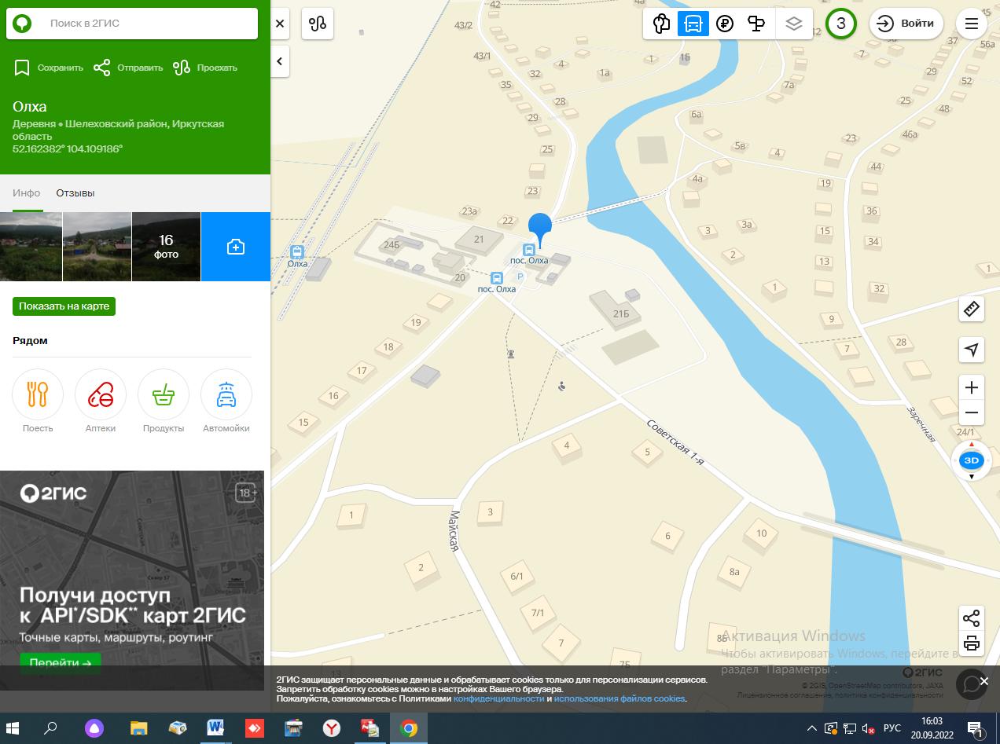 Поиск в 2ГИС
Сохранить
Отправить
Проехать
Олха
Деревня • Шелеховский район, Иркутская
область
52.162382° 104.109186°
Инфо
Отзывы
16
фото
Показать на карте
Рядом
Поесть
Аптеки
Продукты
Автомойки
2ГИС
18+
Получи доступ
к API*/SDK** карт 2ГИС
Точные карты, маршруты, роутинг
Перейти →
3
Войти
42
43/2
43/1
32
4
1а
1
1Б
12
9а
45
37
56а
7
29
52
35
7а
28
25
48
29
6а
46а
25
5в
4
23
44
23
4а
19
23а
22
36
24Б
21
3
3а
15
34
Олха
пос. Олха
2
13
1
20
P
пос. Олха
1
32
21Б
19
9
18
7
28
17
16
15
Заречная
24/1
3D
Советская 1-я
4
5
1
3
Майская
6
10
2
6/1
8а
7/1
7
8Б
7Б
13
Активация Windows
Чтобы активировать Windows, перейдите в
раздел "Параметры".
2ГИС
© 2GIS, OpenStreetMap contributors, JAXA
Лицензионное соглашение, политика конфиденциальности
2ГИС защищает персональные данные и обрабатывает cookies только для персонализации сервисов.
Запретить обработку cookies можно в настройках Вашего браузера.
Пожалуйста, ознакомьтесь с Политиками конфиденциальности и использования файлов cookies.
РУС
16:03
20.09.2022
1